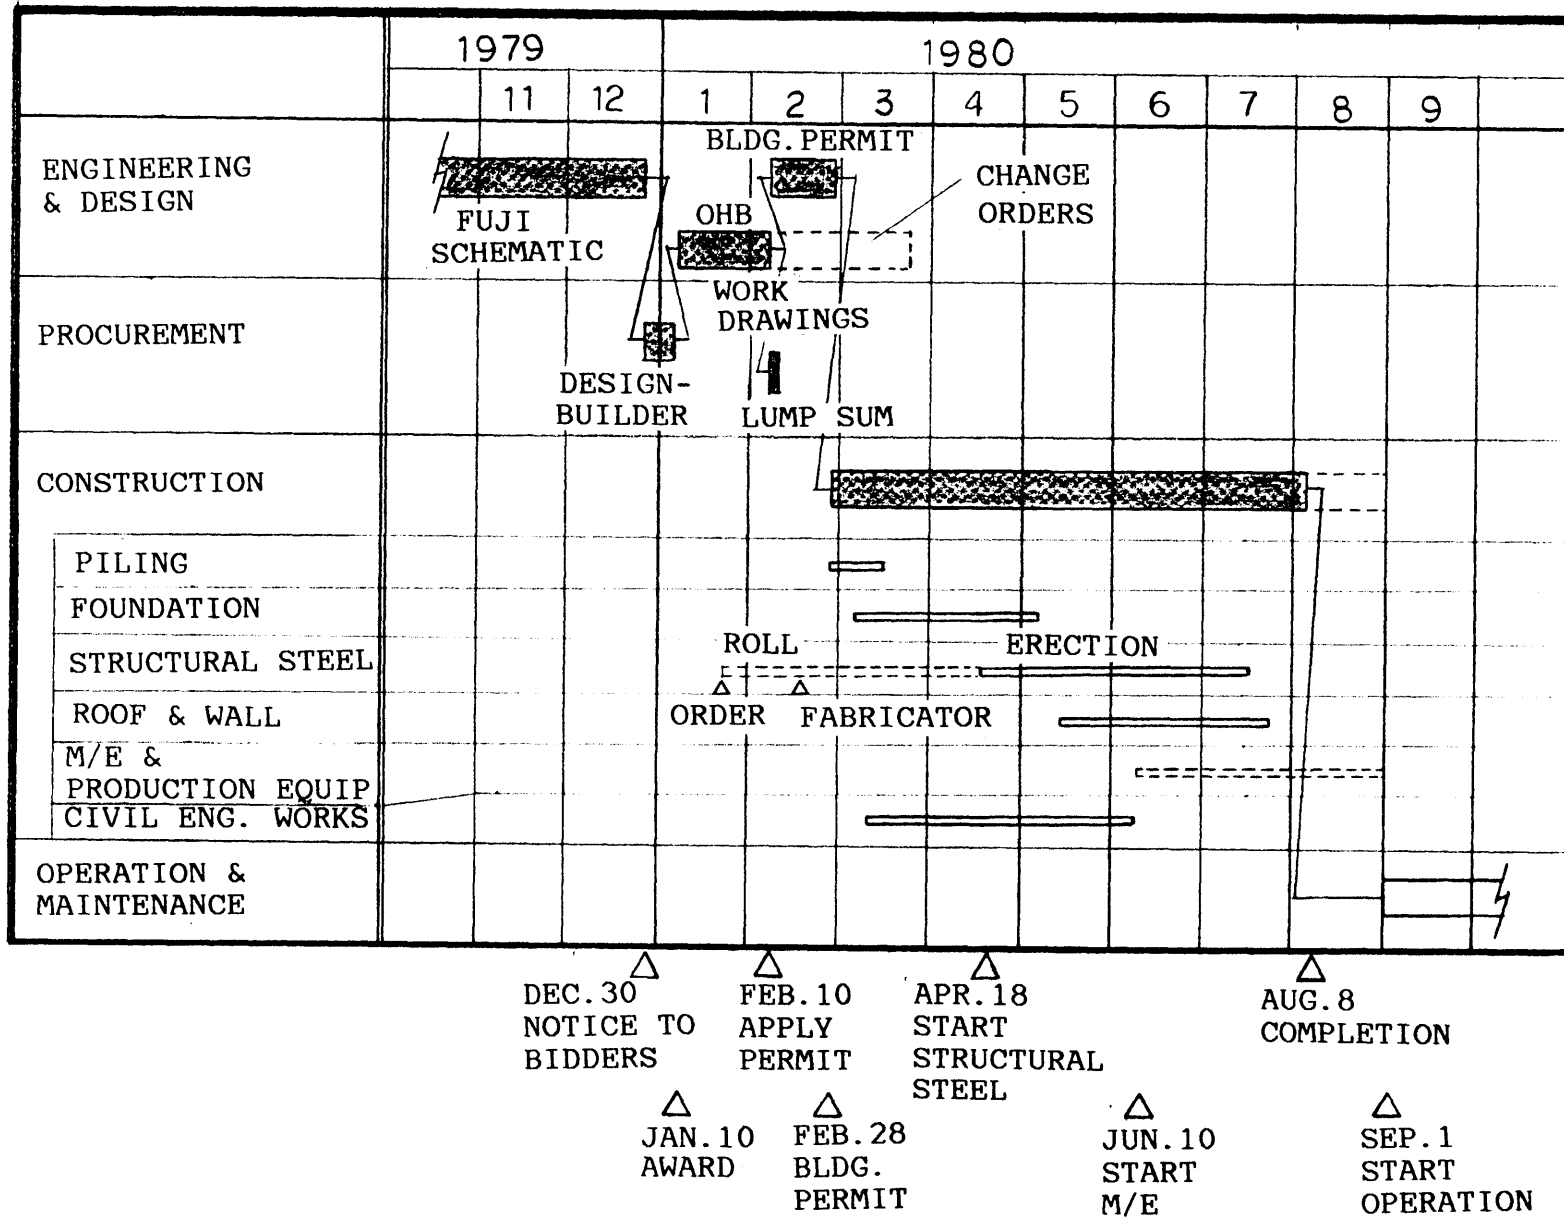 1979
1980
11 12 1 2 3 4 5 6 7 8 9
ENGINEERING
& DESIGN
BLDG.PERMIT
CHANGE
ORDERS
FUJI
SCHEMATIC
OHB
WORK
DRAWINGS
PROCUREMENT
DESIGN-
BUILDER
LUMP SUM
CONSTRUCTION
PILING
FOUNDATION
STRUCTURAL STEEL
ROLL
ERECTION
ORDER
FABRICATOR
ROOF & WALL
M/E &
PRODUCTION EQUIP
CIVIL ENG. WORKS
OPERATION &
MAINTENANCE
DEC.30
NOTICE TO
BIDDERS
FEB.10
APPLY
PERMIT
APR.18
START
STRUCTURAL
STEEL
AUG.8
COMPLETION
JAN.10
AWARD
FEB.28
BLDG.
PERMIT
JUN.10
START
M/E
SEP.1
START
OPERATION